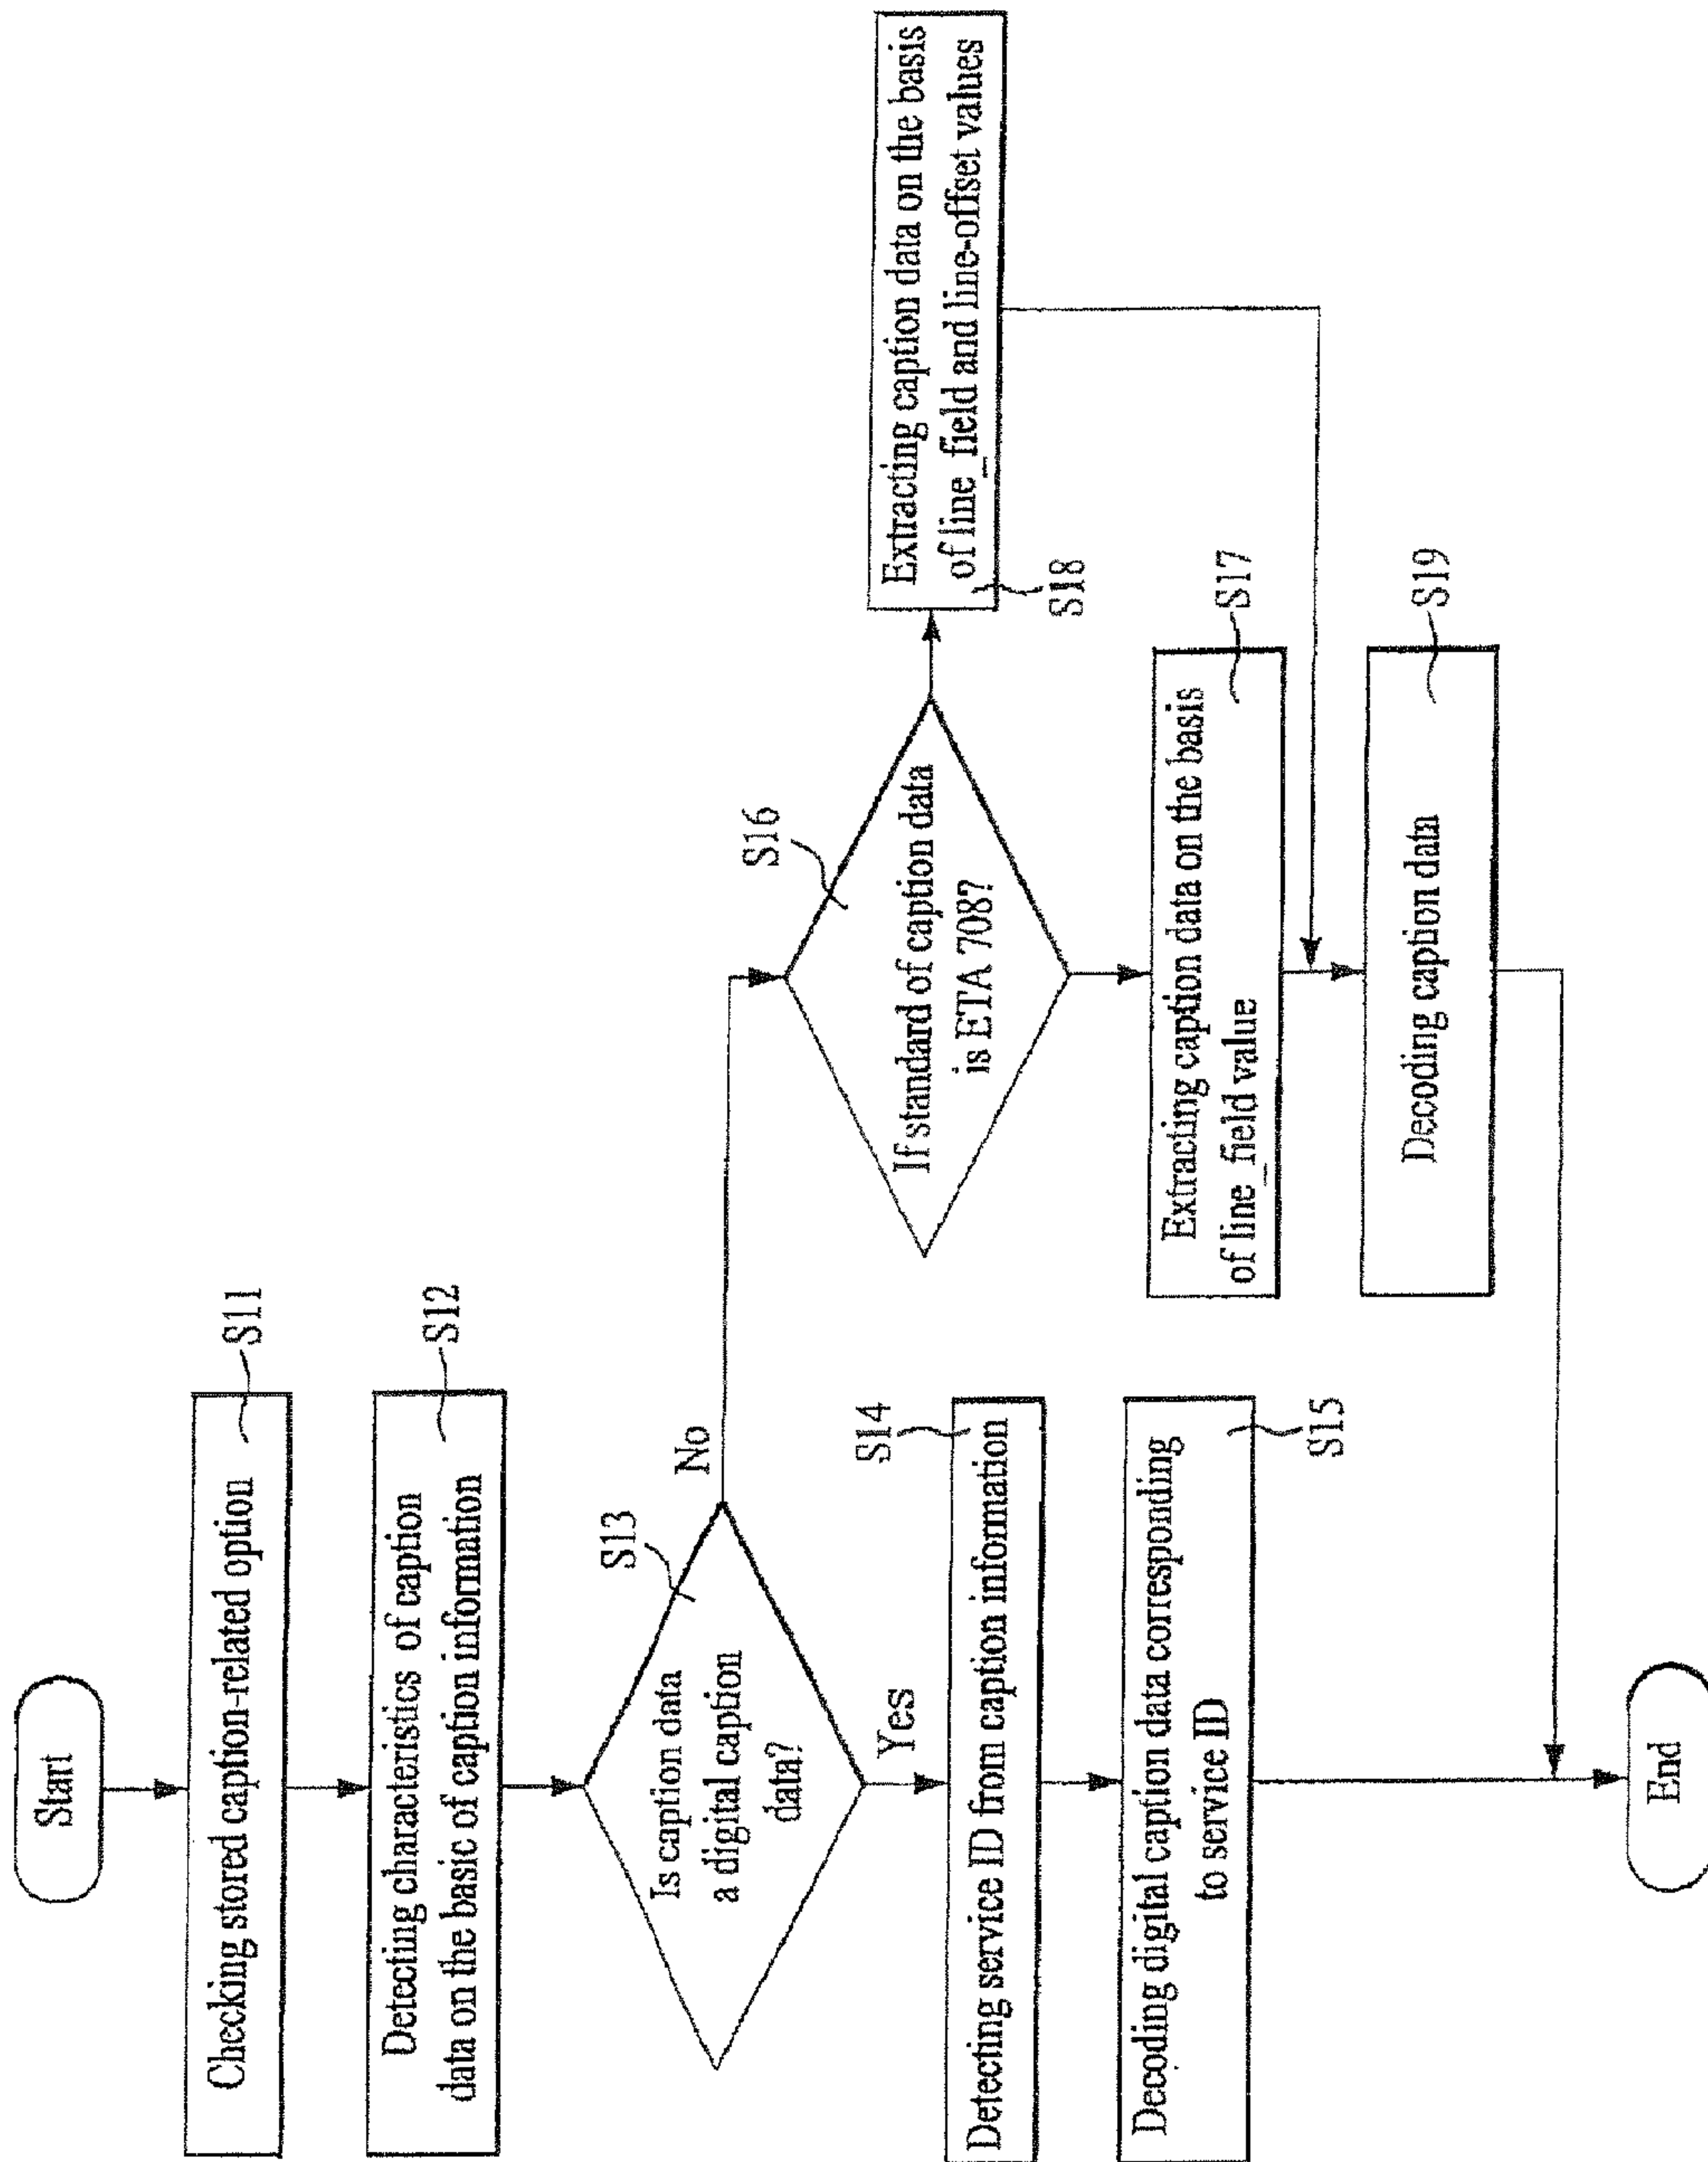 Start
Checking stored caption-related option
S11
Detecting characteristics of caption
data on the basic of caption information
S12
Is caption data
a digital caption
data?
S13
No
Yes
Detecting service ID from caption information
S14
Decoding digital caption data corresponding
to service ID
S15
If standard of caption data
is ETA 708?
S16
Extracting caption data on the basis
of line_field value
S17
Extracting caption data on the basis
of line_field and line-offset values
S18
Decoding caption data
S19
End